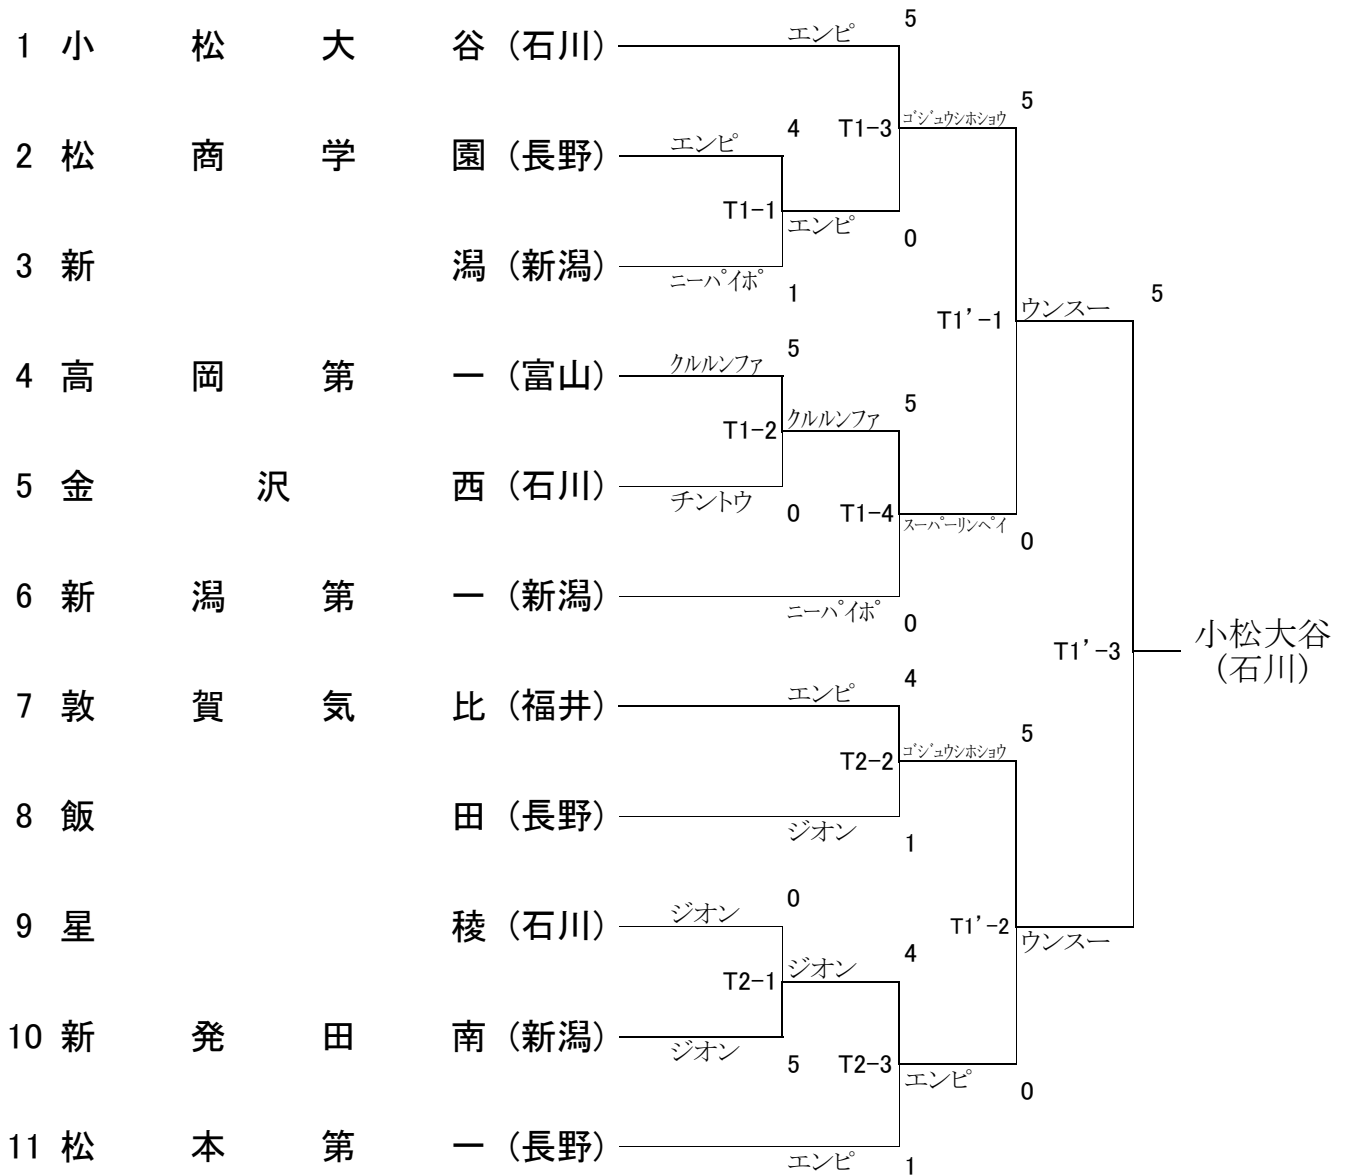 エンピ 5
1 小松大谷(石川)
ゴジュウシホショウ 5
エンピ 4 T1-3
2 松商学園(長野)
T1-1
エンピ 0
3 新潟(新潟)
ニーパイポ 1
T1'-1 ウンスー 5
クルルンファ 5
4 高岡第一(富山)
クルルンファ 5
T1-2
5 金沢西(石川)
チントウ 0 T1-4 スーパーリンペイ 0
6 新潟第一(新潟)
ニーパイポ 0
T1'-3 小松大谷
(石川)
エンピ 4
7 敦賀気比(福井)
ゴジュウシホショウ 5
T2-2
8 飯田(長野)
ジオン 1
ジオン 0
9 星稜(石川)
T1'-2 ウンスー
ジオン 4
T2-1
10 新発田南(新潟)
ジオン 5 T2-3 エンピ 0
11 松本第一(長野)
エンピ 1